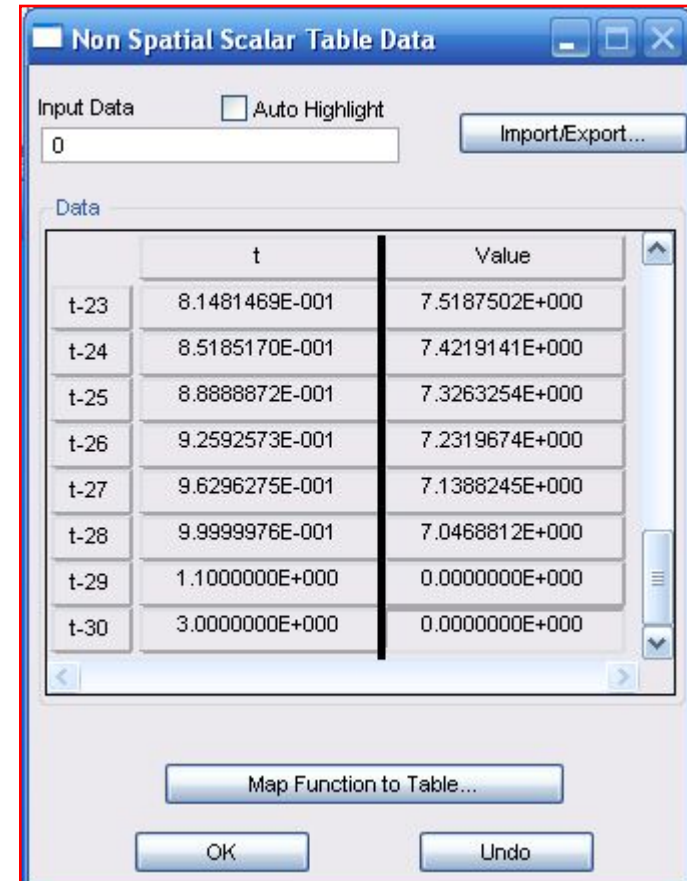 Non Spatial Scalar Table Data
Input Data Auto Highlight
0 Import/Export...
Data
t Value
t-23 8.1481469E-001 7.5187502E+000
t-24 8.5185170E-001 7.4219141E+000
t-25 8.8888872E-001 7.3263254E+000
t-26 9.2592573E-001 7.2319674E+000
t-27 9.6296275E-001 7.1388245E+000
t-28 9.9999976E-001 7.0468812E+000
t-29 1.1000000E+000 0.0000000E+000
t-30 3.0000000E+000 0.0000000E+000
Map Function to Table...
OK Undo